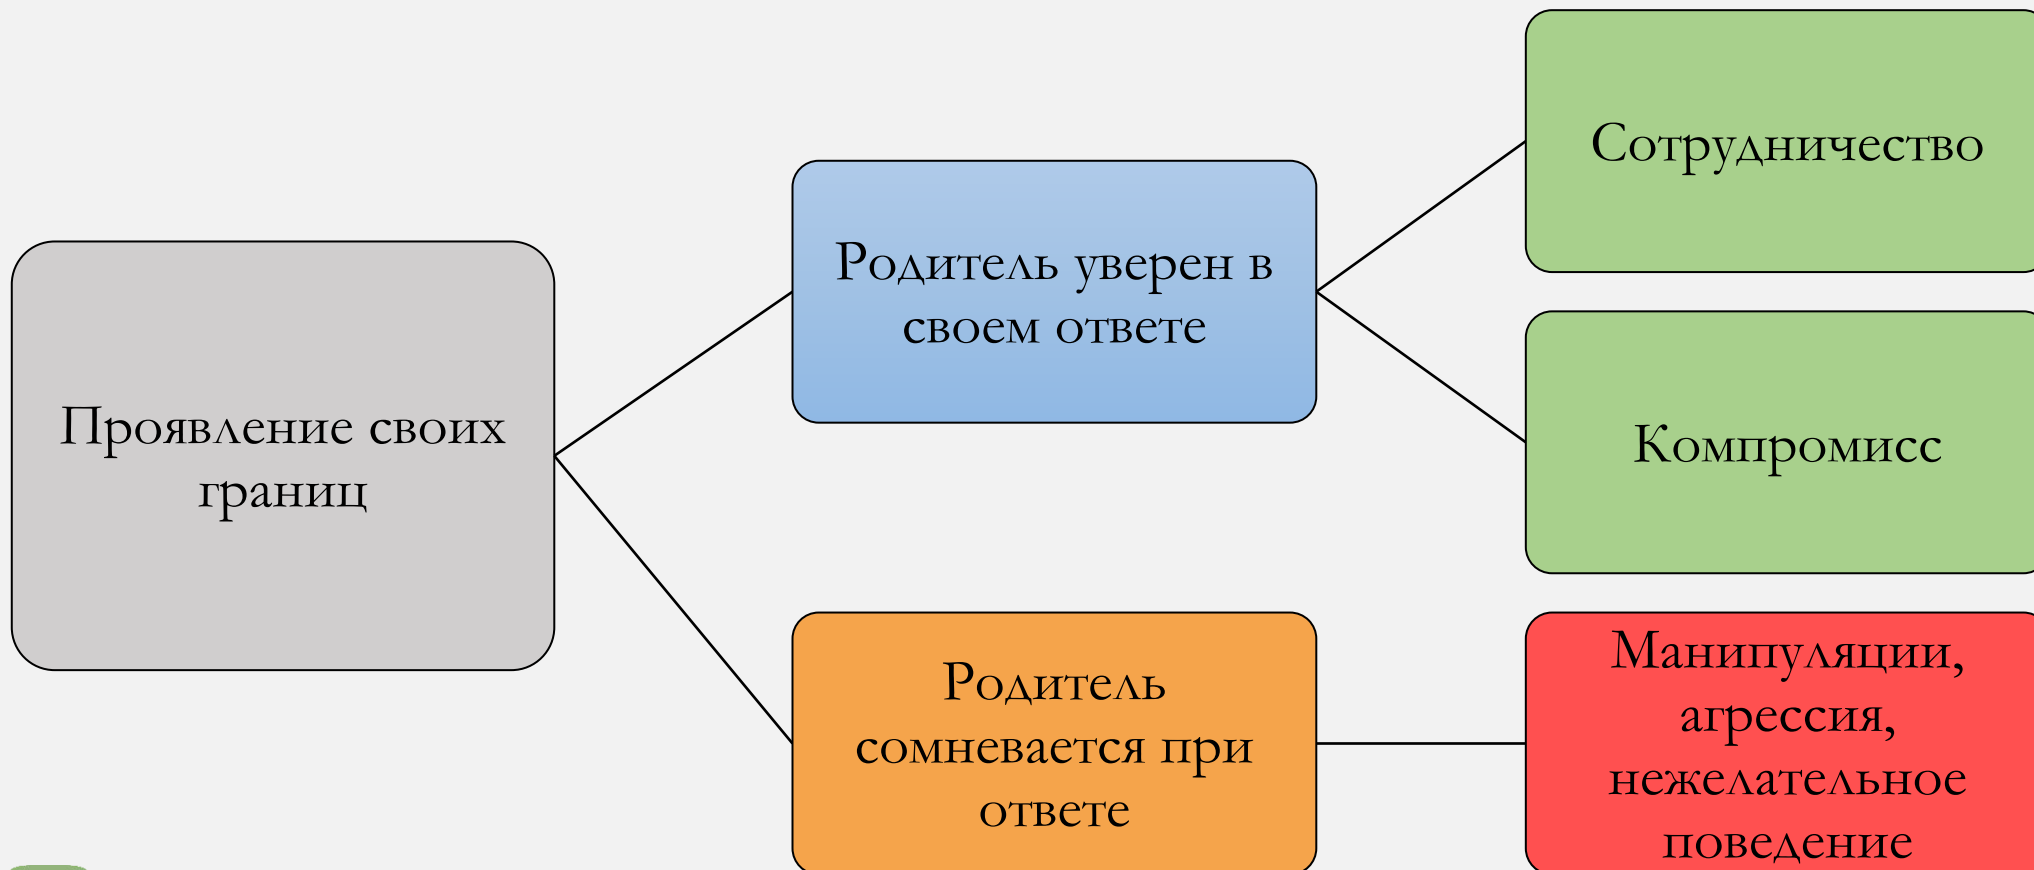 Проявление своих
границ
Родитель уверен в
своем ответе
Родитель
сомневается при
ответе
Сотрудничество
Компромисс
Манипуляции,
агрессия,
нежелательное
поведение